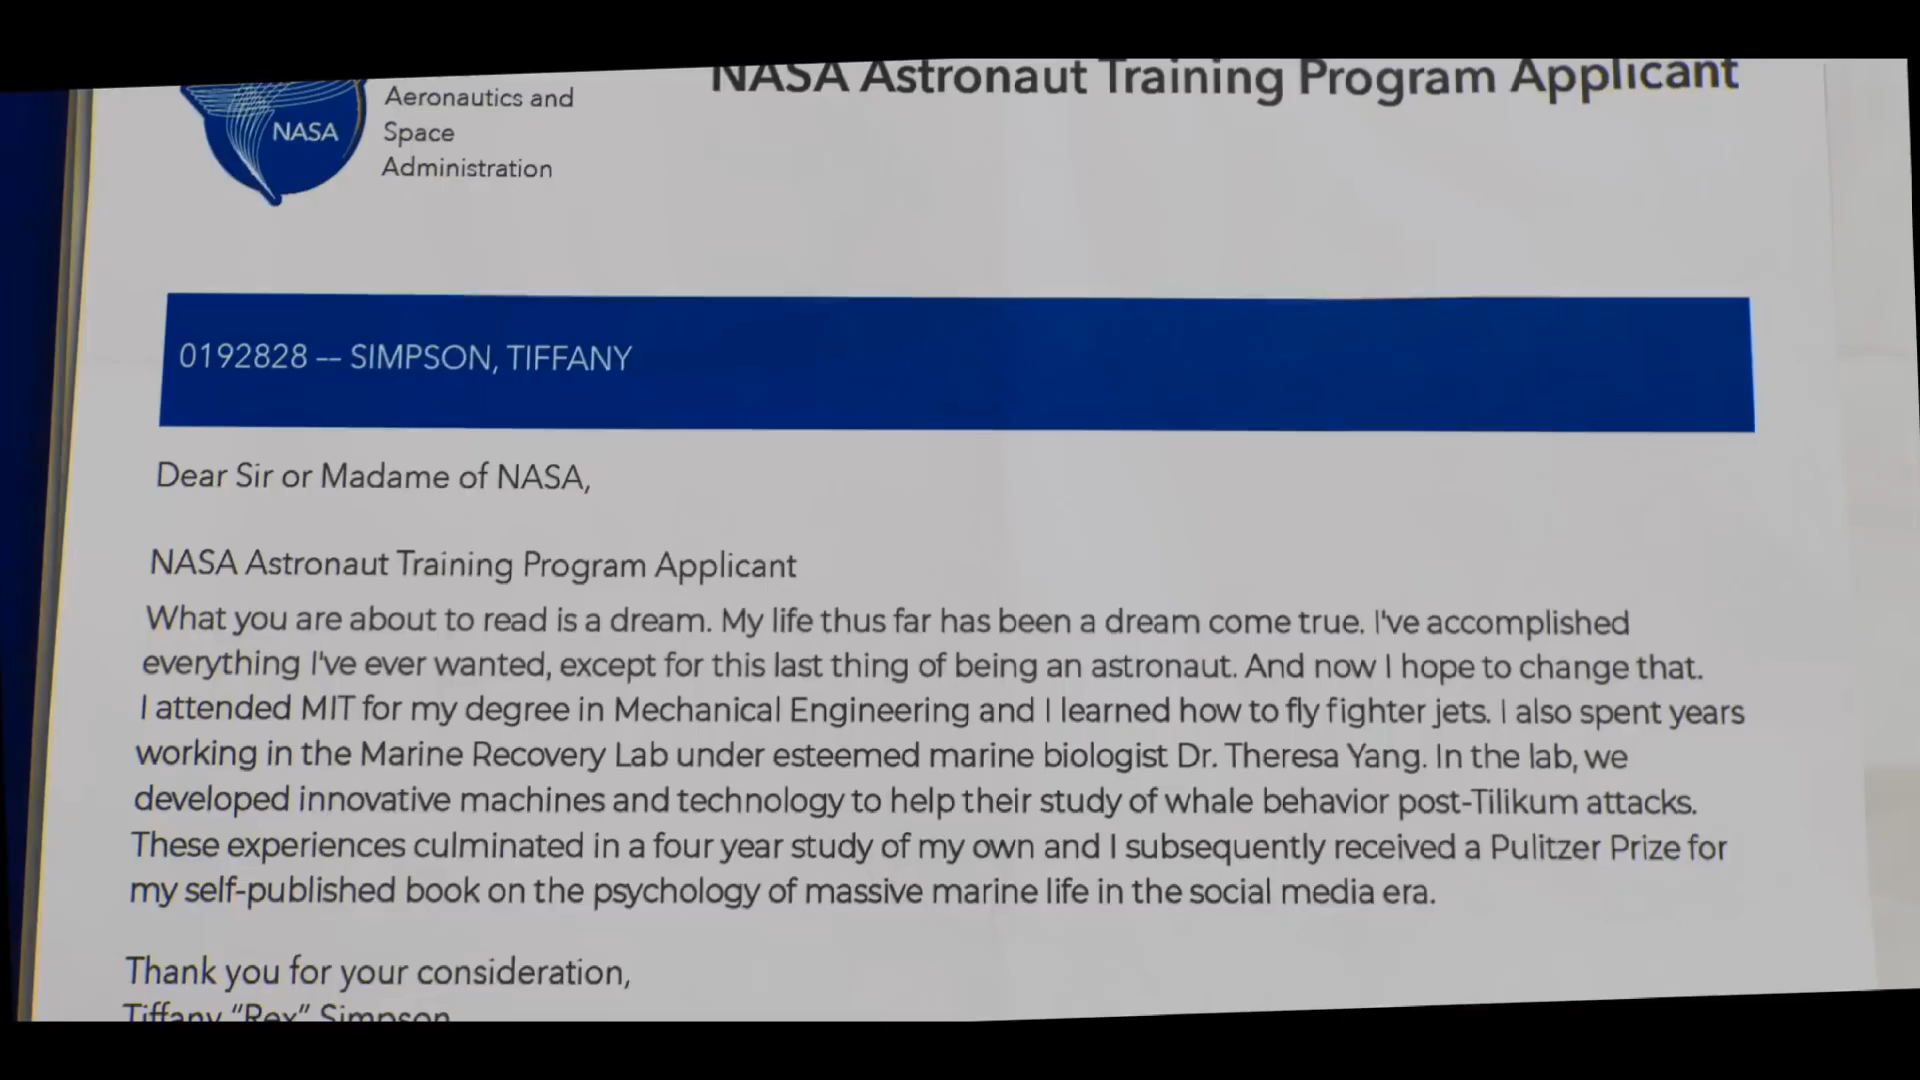 NASA Astronaut Training Program Applicant
Aeronautics and
Space
Administration
NASA
0192828 -- SIMPSON, TIFFANY
Dear Sir or Madame of NASA,
NASA Astronaut Training Program Applicant
What you are about to read is a dream. My life thus far has been a dream come true. I've accomplished
everything I've ever wanted, except for this last thing of being an astronaut. And now I hope to change that.
I attended MIT for my degree in Mechanical Engineering and I learned how to fly fighter jets. I also spent years
working in the Marine Recovery Lab under esteemed marine biologist Dr. Theresa Yang. In the lab, we
developed innovative machines and technology to help their study of whale behavior post-Tilikum attacks.
These experiences culminated in a four year study of my own and I subsequently received a Pulitzer Prize for
my self-published book on the psychology of massive marine life in the social media era.
Thank you for your consideration,
Tiffany "Rex" Simpson